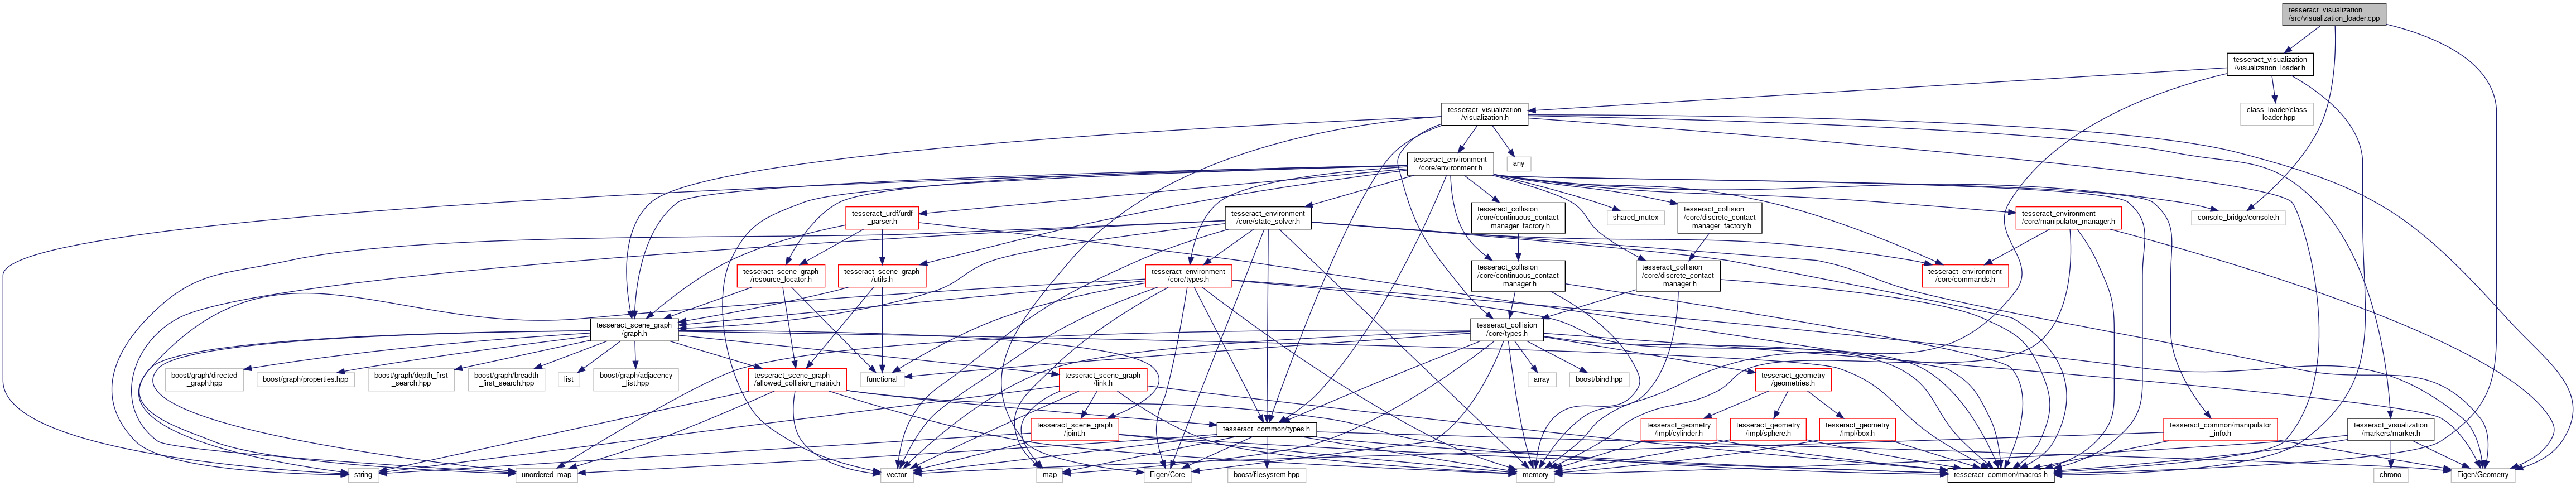 tesseract_visualization
/src/visualization_loader.cpp
tesseract_visualization
/visualization_loader.h
tesseract_visualization
/visualization.h
class_loader/class
_loader.hpp
tesseract_environment
/core/environment.h
any
tesseract_urdf/urdf
_parser.h
tesseract_environment
/core/state_solver.h
tesseract_collision
/core/continuous_contact
_manager_factory.h
shared_mutex
tesseract_collision
/core/discrete_contact
_manager_factory.h
tesseract_environment
/core/manipulator_manager.h
console_bridge/console.h
tesseract_scene_graph
/resource_locator.h
tesseract_scene_graph
/utils.h
tesseract_environment
/core/types.h
tesseract_collision
/core/continuous_contact
_manager.h
tesseract_collision
/core/discrete_contact
_manager.h
tesseract_environment
/core/commands.h
tesseract_scene_graph
/graph.h
tesseract_collision
/core/types.h
boost/graph/directed
_graph.hpp
boost/graph/properties.hpp
boost/graph/depth_first
_search.hpp
boost/graph/breadth
_first_search.hpp
list
boost/graph/adjacency
_list.hpp
tesseract_scene_graph
/allowed_collision_matrix.h
functional
tesseract_scene_graph
/link.h
array
boost/bind.hpp
tesseract_geometry
/geometries.h
tesseract_scene_graph
/joint.h
tesseract_common/types.h
tesseract_geometry
/impl/cylinder.h
tesseract_geometry
/impl/sphere.h
tesseract_geometry
/impl/box.h
tesseract_common/manipulator
_info.h
tesseract_visualization
/markers/marker.h
string
unordered_map
vector
map
Eigen/Core
boost/filesystem.hpp
memory
tesseract_common/macros.h
chrono
Eigen/Geometry